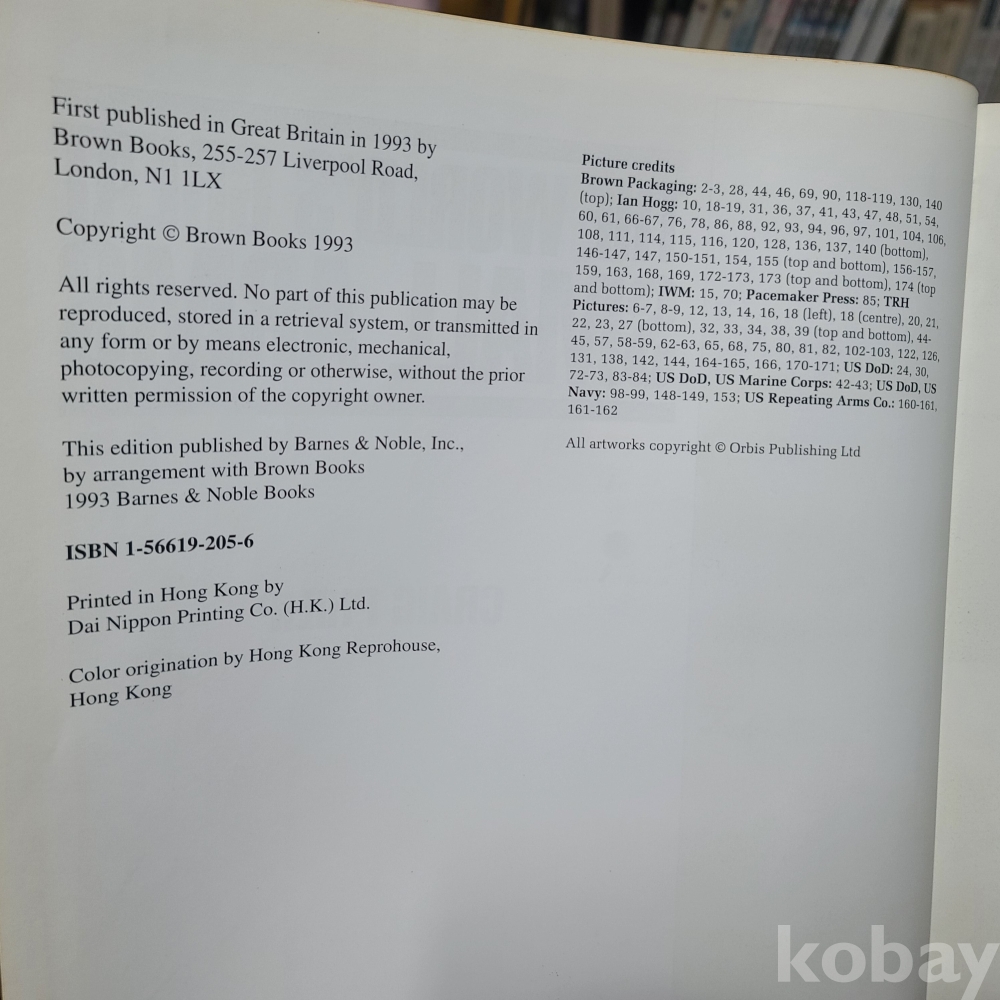 First published in Great Britain in 1993 by
Brown Books, 255-257 Liverpool Road,
London, N1 1LX
Copyright © Brown Books 1993
All rights reserved. No part of this publication may be
reproduced, stored in a retrieval system, or transmitted in
any form or by means electronic, mechanical,
photocopying, recording or otherwise, without the prior
written permission of the copyright owner.
This edition published by Barnes & Noble, Inc.,
by arrangement with Brown Books
1993 Barnes & Noble Books
ISBN 1-56619-205-6
Printed in Hong Kong by
Dai Nippon Printing Co. (H.K.) Ltd.
Color origination by Hong Kong Reprohouse,
Hong Kong
Picture credits
Brown Packaging: 2-3, 28, 44, 46, 69, 90, 118-119, 130, 140
(top); Ian Hogg: 10, 18-19, 31, 36, 37, 41, 43, 47, 48, 51, 54,
60, 61, 66-67, 76, 78, 86, 88, 92, 93, 94, 96, 97, 101, 104, 106,
108, 111, 114, 115, 116, 120, 128, 136, 137, 140 (bottom),
146-147, 147, 150-151, 154, 155 (top and bottom), 156-157,
159, 163, 168, 169, 172-173, 173 (top and bottom), 174 (top
and bottom); IWM: 15, 70; Pacemaker Press: 85; TRH
Pictures: 6-7, 8-9, 12, 13, 14, 16, 18 (left), 18 (centre), 20, 21,
22, 23, 27 (bottom), 32, 33, 34, 38, 39 (top and bottom), 44-
45, 57, 58-59, 62-63, 65, 68, 75, 80, 81, 82, 102-103, 122, 126,
131, 138, 142, 144, 164-165, 166, 170-171; US DoD: 24, 30,
72-73, 83-84; US DoD, US Marine Corps: 42-43; US DoD, US
Navy: 98-99, 148-149, 153; US Repeating Arms Co.: 160-161,
161-162
All artworks copyright © Orbis Publishing Ltd
kobay